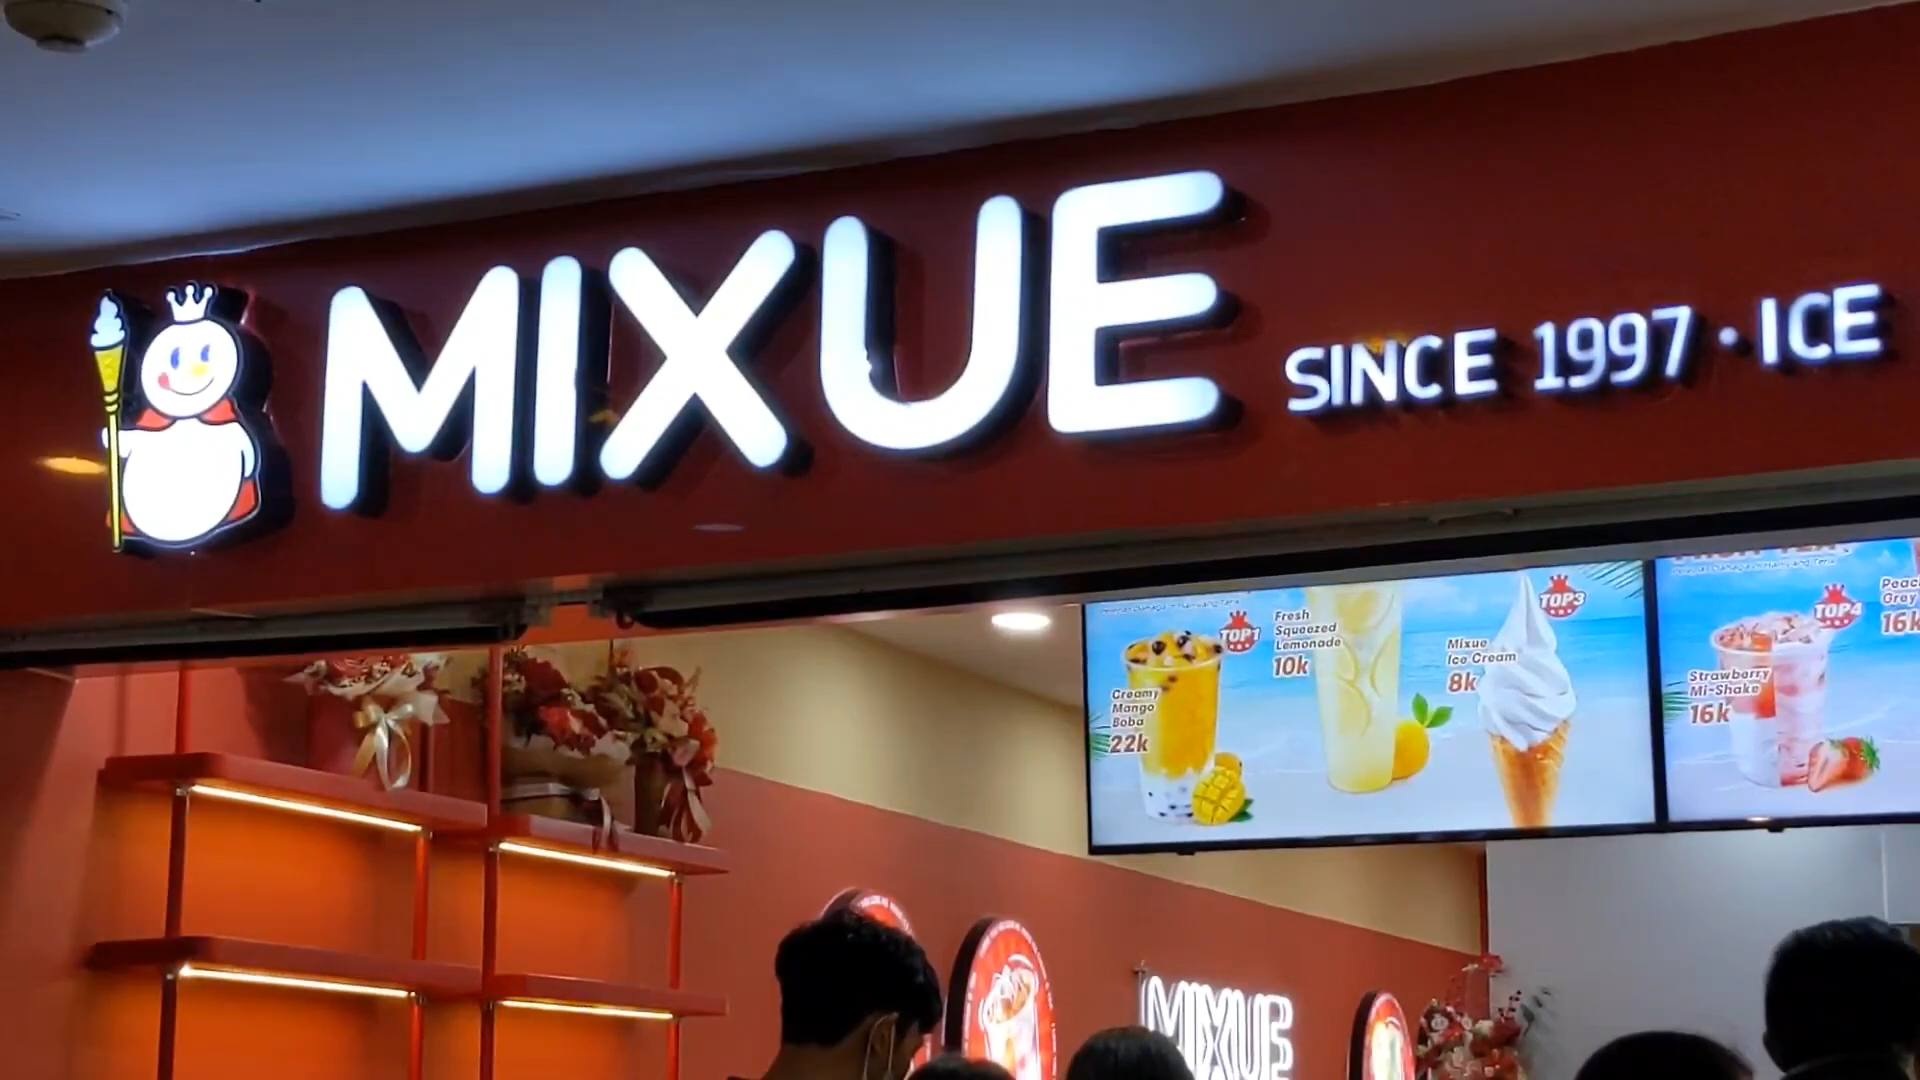 MIXUE
SINCE 1997 · ICE
TOP1
Creamy
Mango
Boba
22k
Fresh
Squeezed
Lemonade
10k
TOP3
Mixue
Ice Cream
8k
TOP4
Strawberry
Mi-Shake
16k
Grey
16k
MIXUE